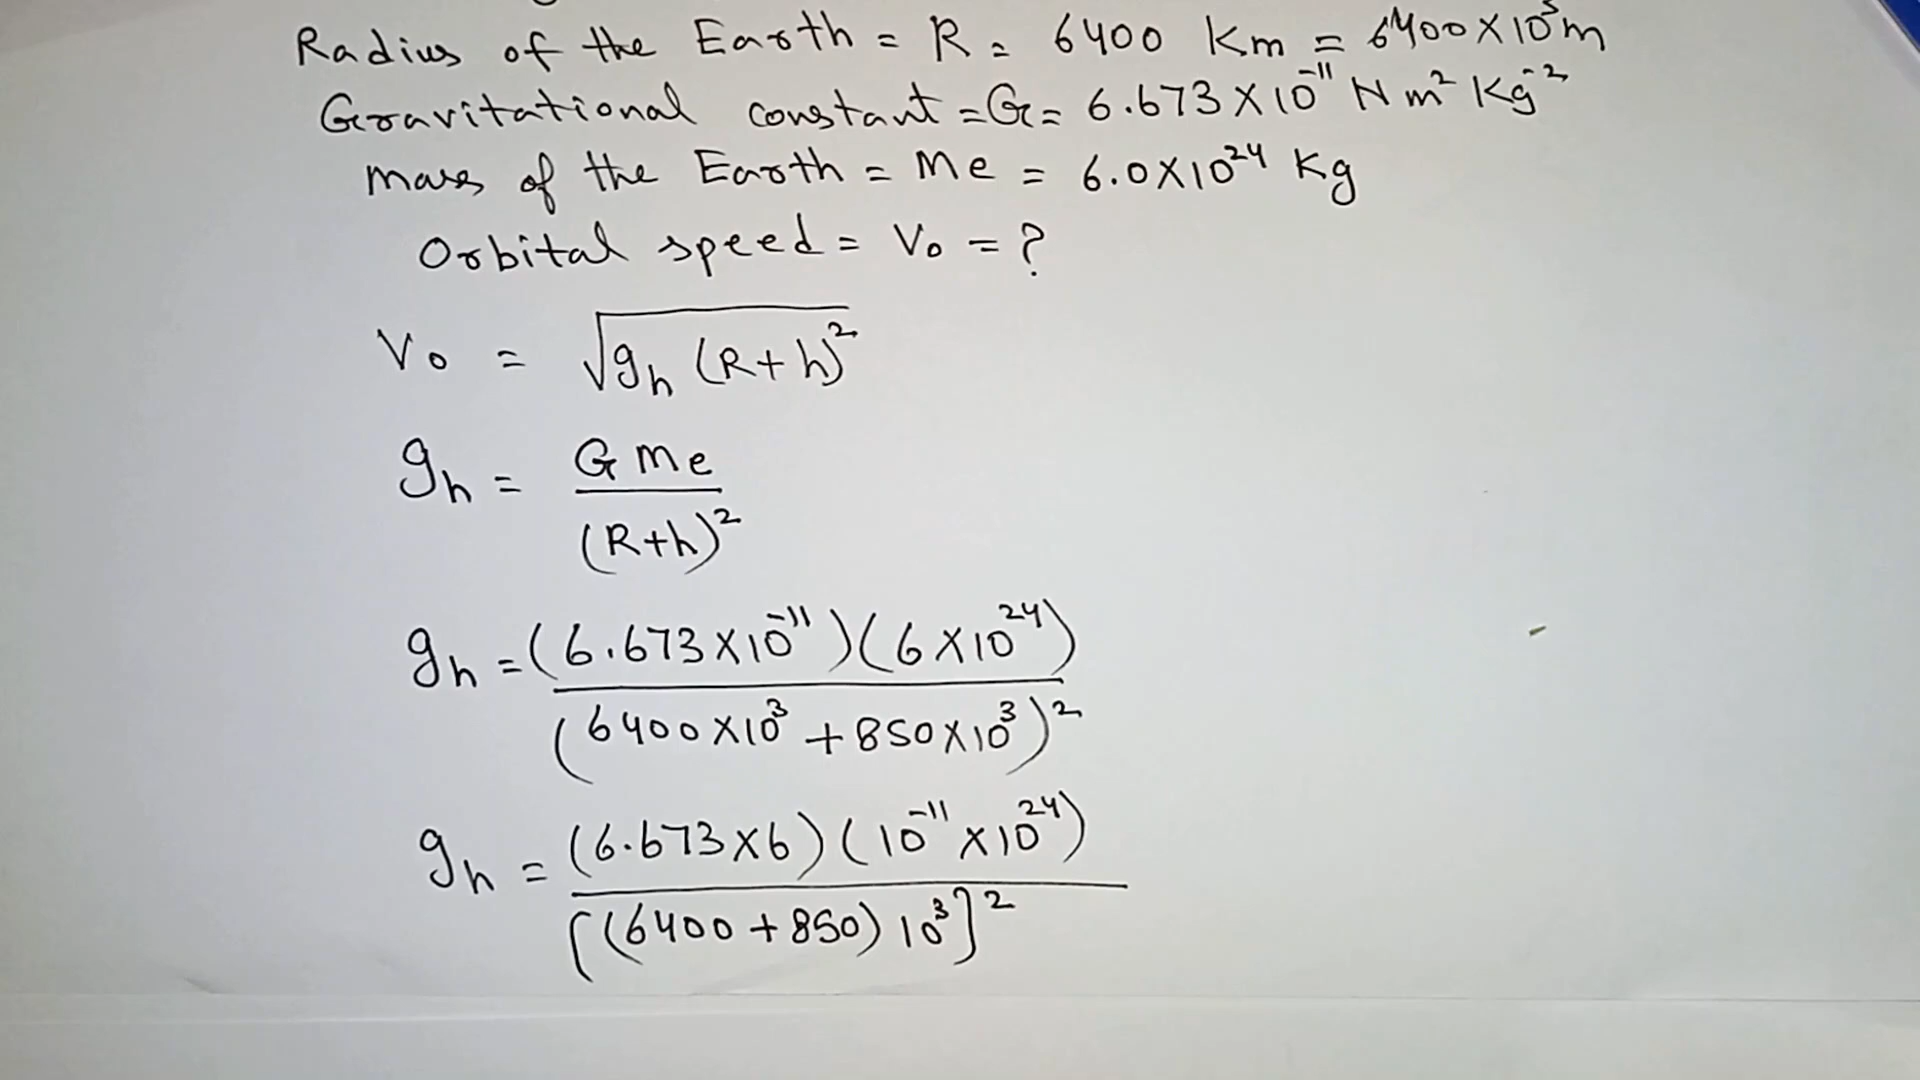 Radius of the Earth = R = 6400 Km = 6400 X 10³ m
Gravitational constant = G = 6.673 X 10⁻¹¹ N m² Kg⁻²
Mass of the Earth = Me = 6.0 X 10²⁴ Kg
Orbital speed = V₀ = ?
V₀ = √(gₕ (R+h)²)
gₕ = G Me
(R+h)²
gₕ = (6.673 X 10⁻¹¹)(6 X 10²⁴)
(6400 X 10³ + 850 X 10³)²
gₕ = (6.673 X 6)(10⁻¹¹ X 10²⁴)
[(6400 + 850) 10³]²